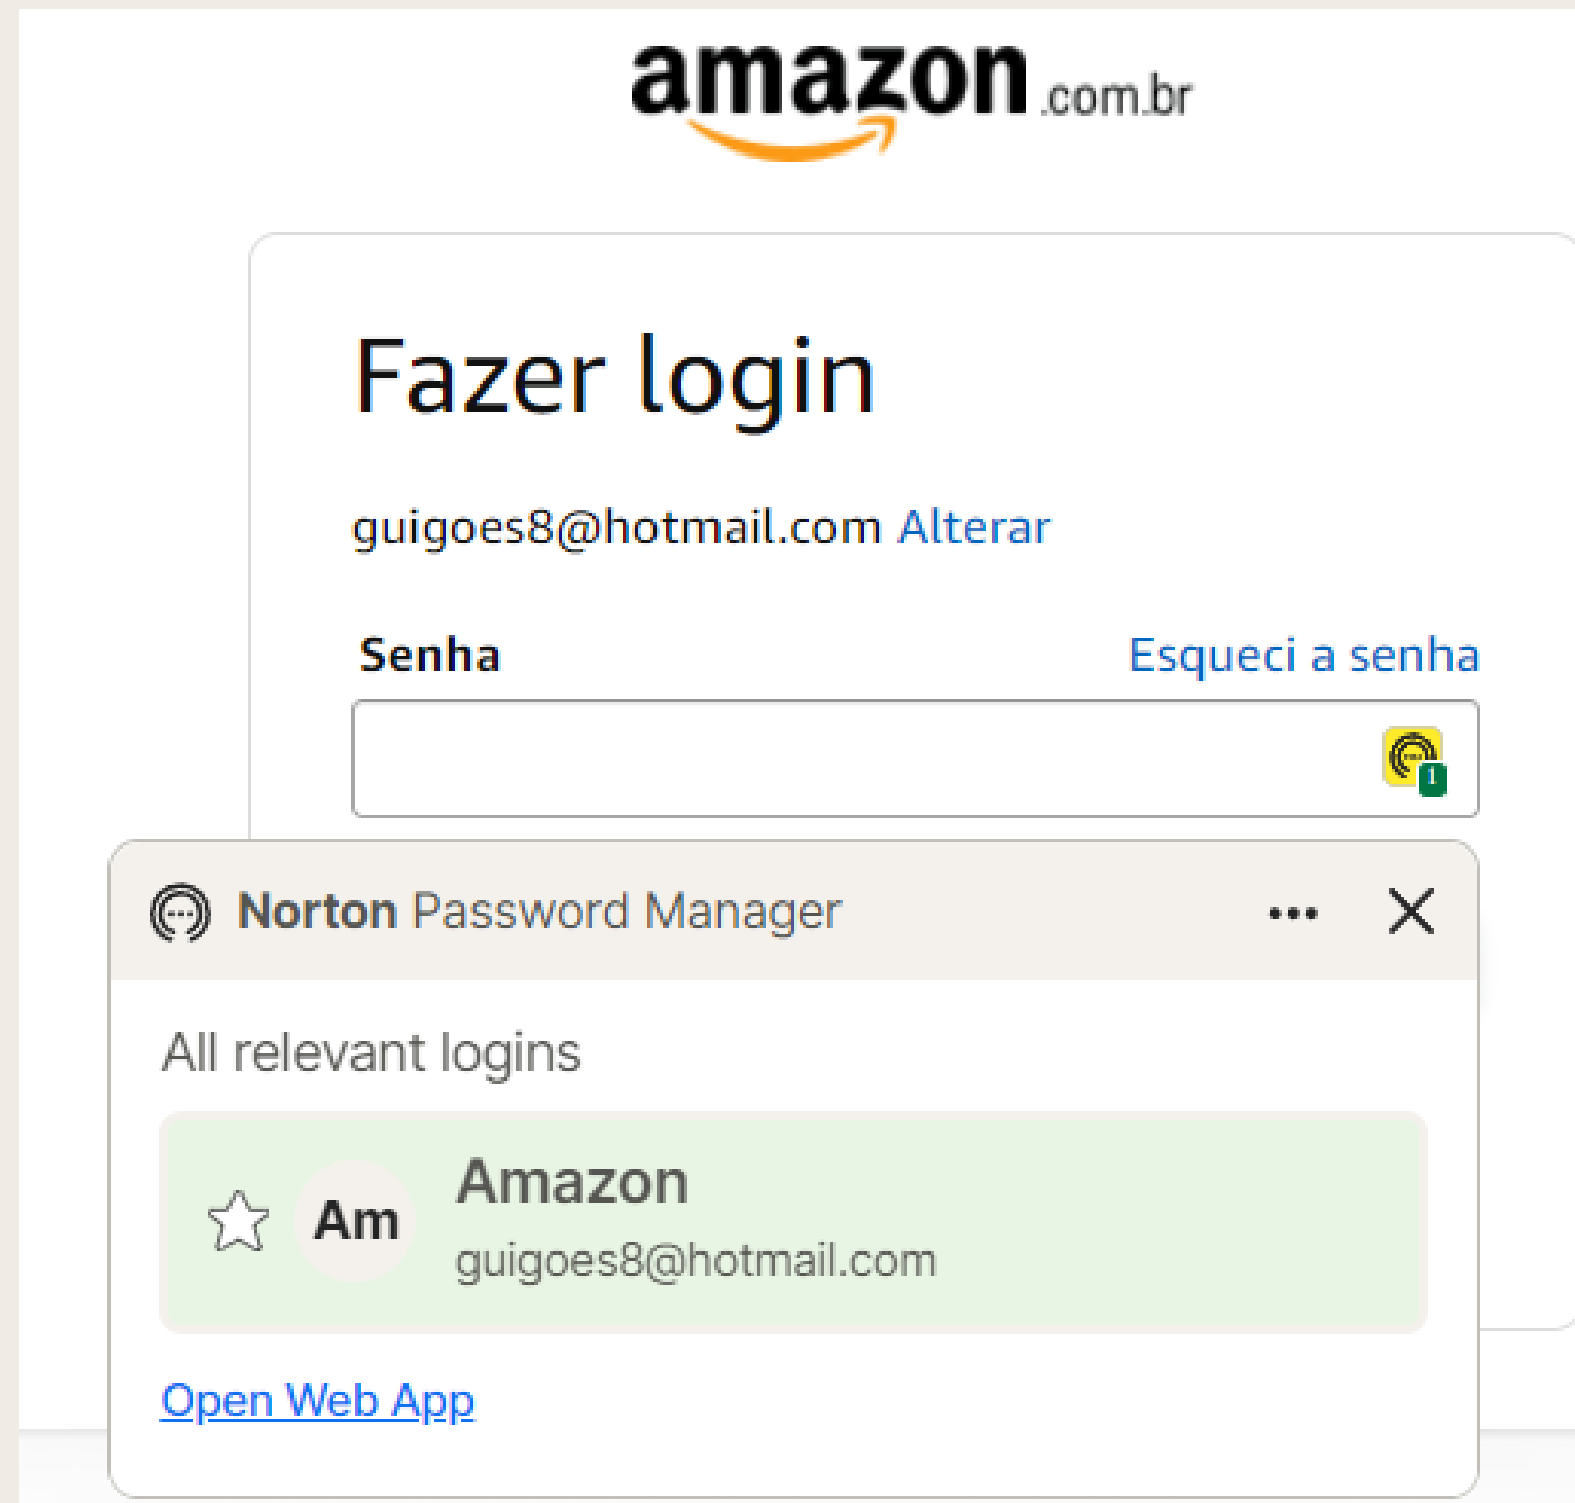 amazon.com.br
Fazer login
guigoes8@hotmail.com Alterar
Senha Esqueci a senha
1
Norton Password Manager
All relevant logins
Am Amazon
guigoes8@hotmail.com
Open Web App